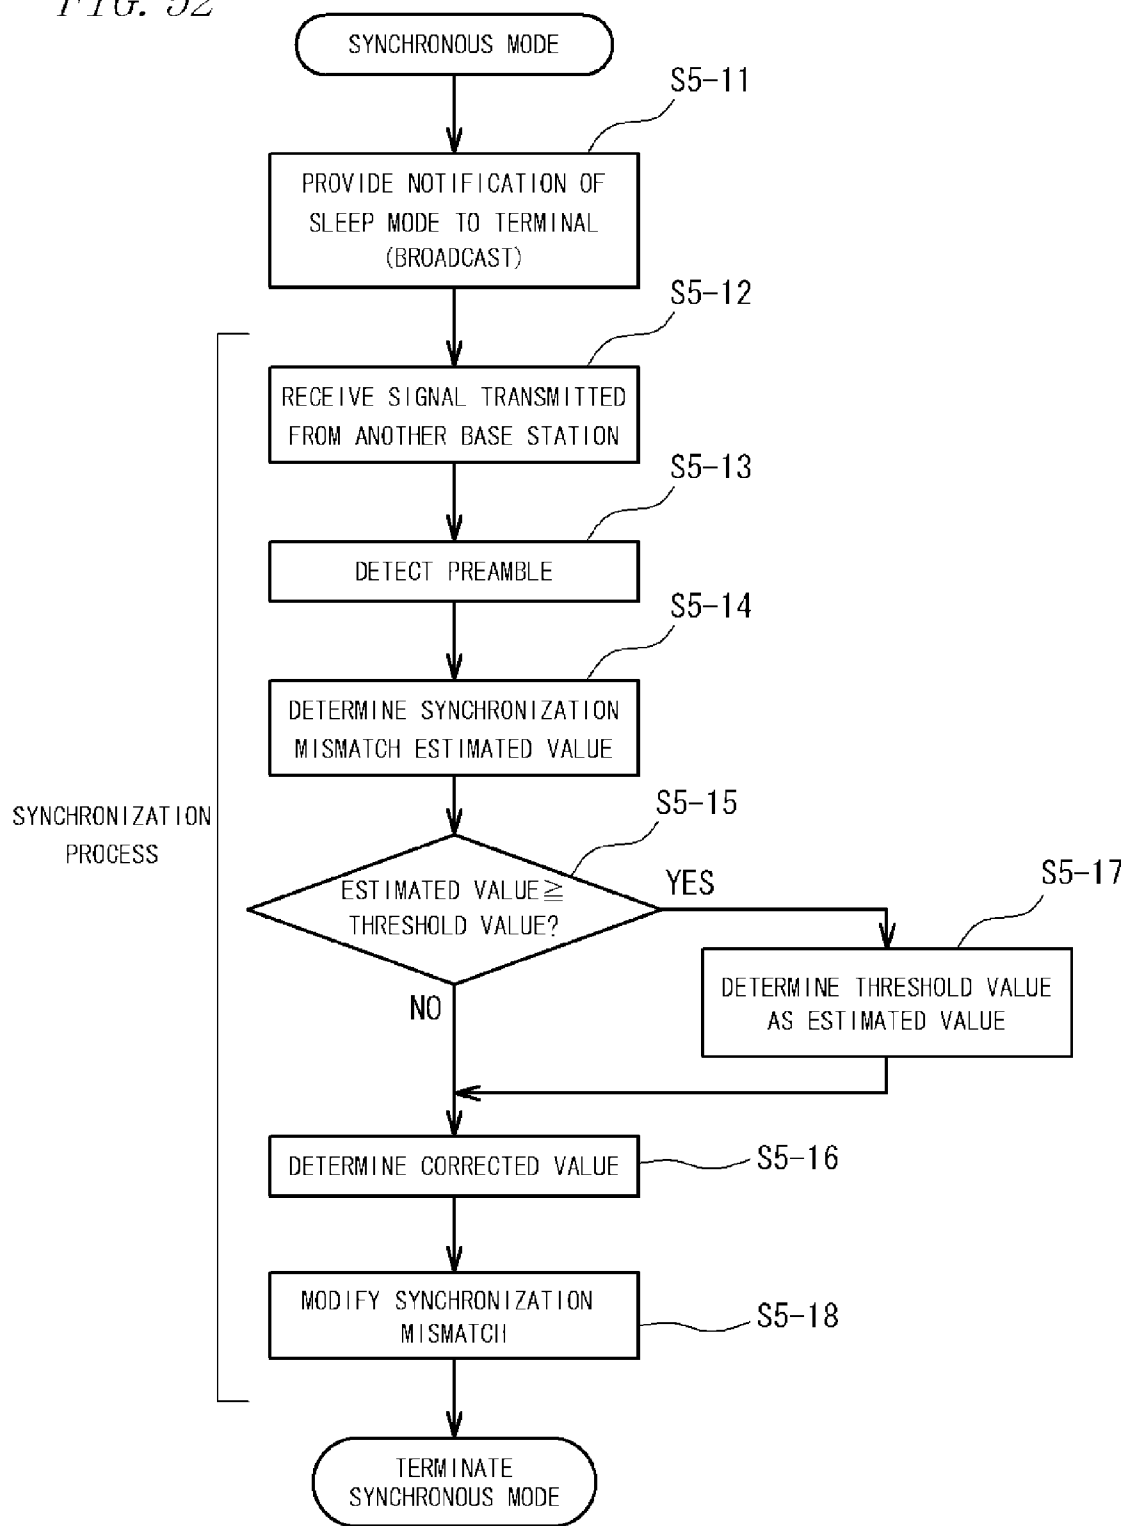 FIG. 52
SYNCHRONOUS MODE
S5-11
PROVIDE NOTIFICATION OF
SLEEP MODE TO TERMINAL
(BROADCAST)
S5-12
RECEIVE SIGNAL TRANSMITTED
FROM ANOTHER BASE STATION
S5-13
DETECT PREAMBLE
S5-14
DETERMINE SYNCHRONIZATION
MISMATCH ESTIMATED VALUE
SYNCHRONIZATION
PROCESS
S5-15
ESTIMATED VALUE≧
THRESHOLD VALUE?
YES
NO
S5-17
DETERMINE THRESHOLD VALUE
AS ESTIMATED VALUE
DETERMINE CORRECTED VALUE
S5-16
MODIFY SYNCHRONIZATION
MISMATCH
S5-18
TERMINATE
SYNCHRONOUS MODE